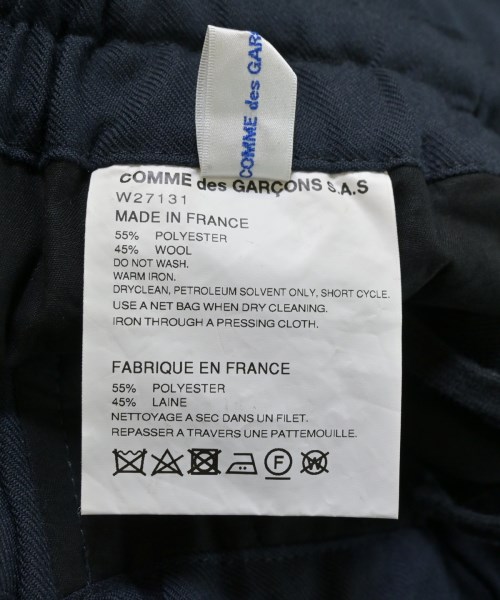 COMME des GAR
COMME des GARÇONS S.A.S
W27131
MADE IN FRANCE
55% POLYESTER
45% WOOL
DO NOT WASH.
WARM IRON.
DRYCLEAN, PETROLEUM SOLVENT ONLY, SHORT CYCLE.
USE A NET BAG WHEN DRY CLEANING.
IRON THROUGH A PRESSING CLOTH.
FABRIQUE EN FRANCE
55% POLYESTER
45% LAINE
NETTOYAGE A SEC DANS UN FILET.
REPASSER A TRAVERS UNE PATTEMOUILLE.
F W